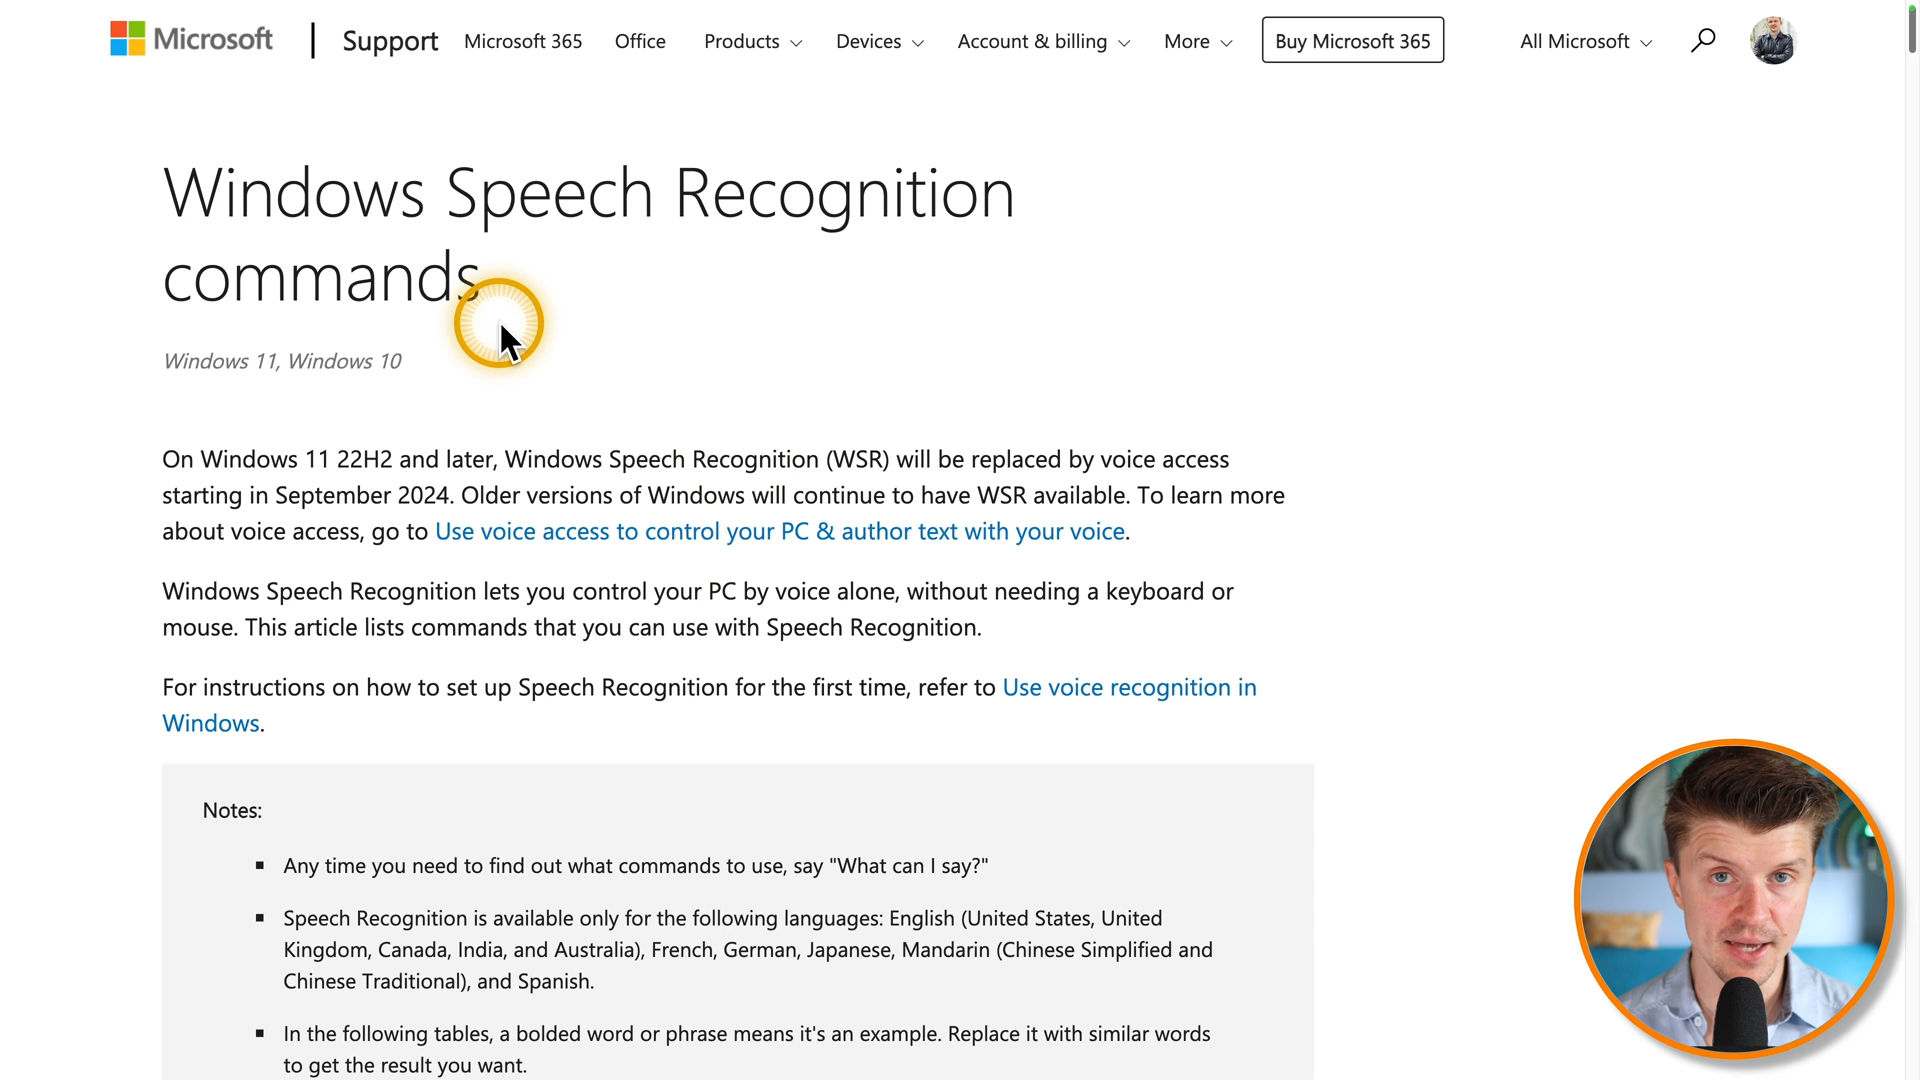 Microsoft
Support
Microsoft 365
Office
Products
Devices
Account & billing
More
Buy Microsoft 365
All Microsoft
Windows Speech Recognition
commands
Windows 11, Windows 10
On Windows 11 22H2 and later, Windows Speech Recognition (WSR) will be replaced by voice access
starting in September 2024. Older versions of Windows will continue to have WSR available. To learn more
about voice access, go to Use voice access to control your PC & author text with your voice.
Windows Speech Recognition lets you control your PC by voice alone, without needing a keyboard or
mouse. This article lists commands that you can use with Speech Recognition.
For instructions on how to set up Speech Recognition for the first time, refer to Use voice recognition in
Windows.
Notes:
Any time you need to find out what commands to use, say "What can I say?"
Speech Recognition is available only for the following languages: English (United States, United
Kingdom, Canada, India, and Australia), French, German, Japanese, Mandarin (Chinese Simplified and
Chinese Traditional), and Spanish.
In the following tables, a bolded word or phrase means it's an example. Replace it with similar words
to get the result you want.